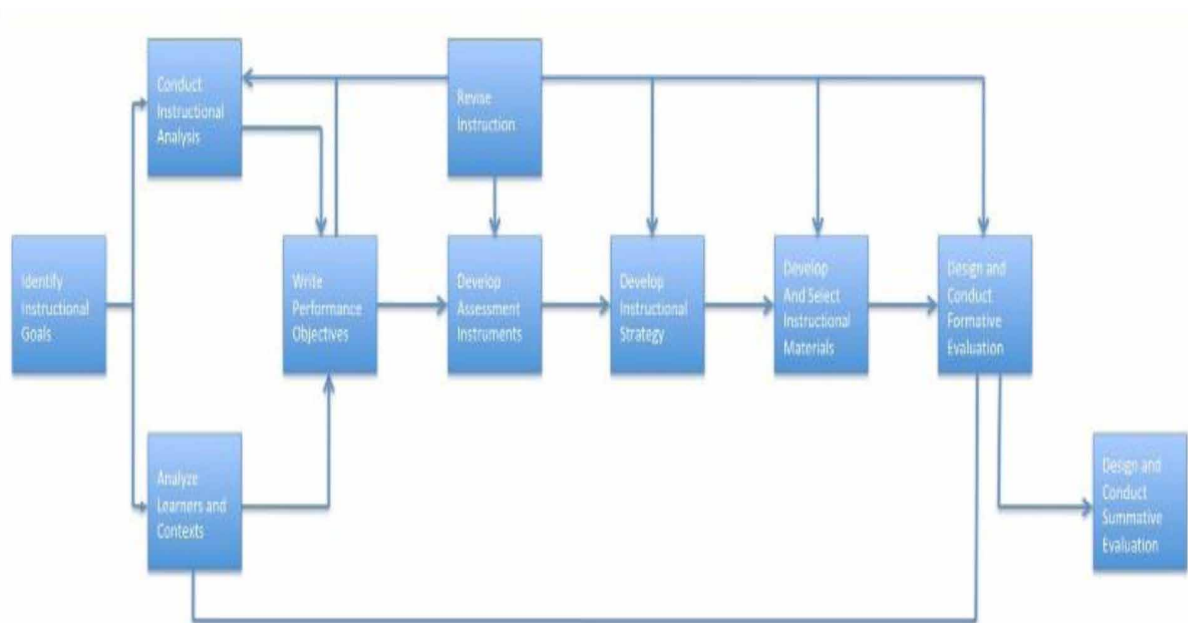 Conduct
Instructional
Analysis
Revise
Instruction
Identify
Instructional
Goals
Write
Performance
Objectives
Develop
Assessment
Instruments
Develop
Instructional
Strategy
Develop
And Select
Instructional
Materials
Design and
Conduct
Formative
Evaluation
Analyze
Learners and
Contexts
Design and
Conduct
Summative
Evaluation